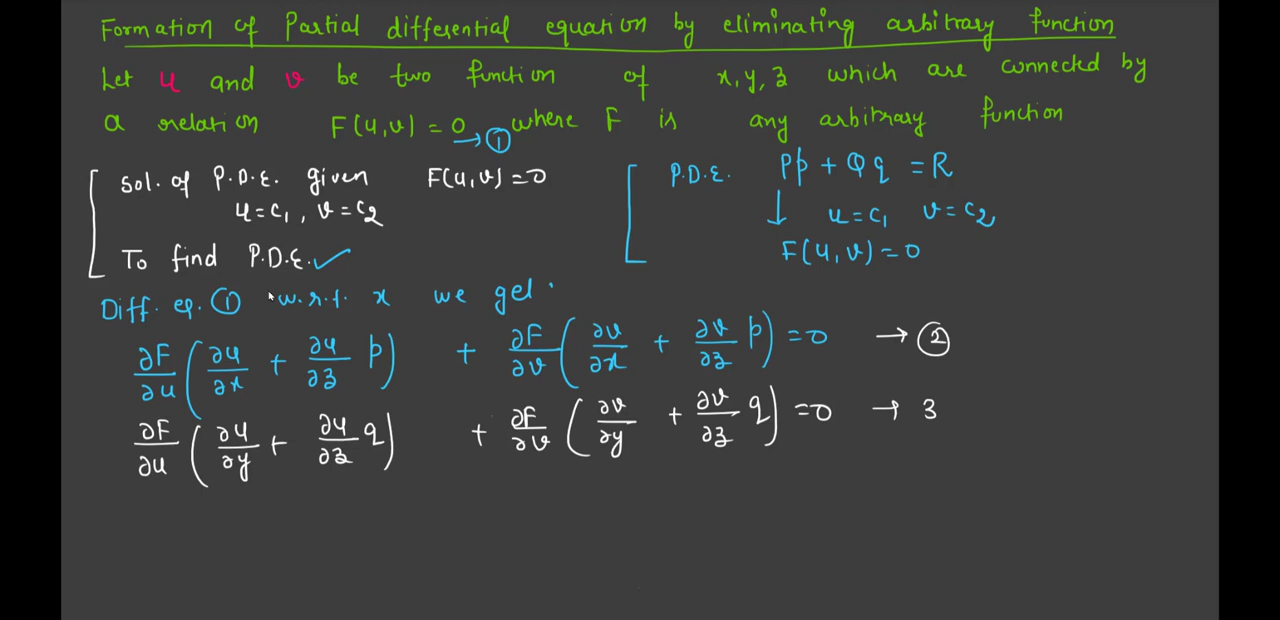 Formation of Partial differential equation by eliminating arbitrary function
Let u and v be two function of x, y, z which are connected by
a relation F(u,v) = 0 → ① where F is any arbitrary function
Sol. of P.D.E. given F(u,v) = 0
u = c₁, v = c₂
To find P.D.E. ✓
P.D.E. Pp + Qq = R
↓ u = c₁ v = c₂
F(u,v) = 0
Diff. eq. ① w.r.t. x we get .
∂F/∂u (∂u/∂x + ∂u/∂z p) + ∂F/∂v (∂v/∂x + ∂v/∂z p) = 0 → ②
∂F/∂u (∂u/∂y + ∂u/∂z q) + ∂F/∂v (∂v/∂y + ∂v/∂z q) = 0 → 3